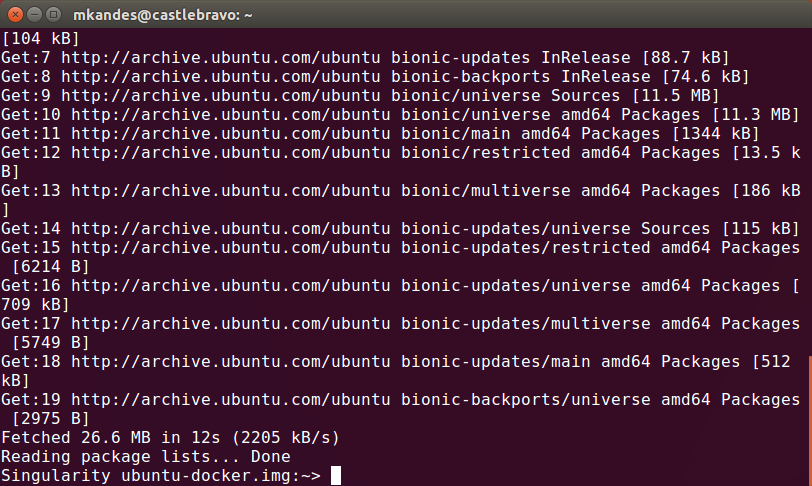 mkandes@castlebravo: ~
[104 kB]
Get:7 http://archive.ubuntu.com/ubuntu bionic-updates InRelease [88.7 kB]
Get:8 http://archive.ubuntu.com/ubuntu bionic-backports InRelease [74.6 kB]
Get:9 http://archive.ubuntu.com/ubuntu bionic/universe Sources [11.5 MB]
Get:10 http://archive.ubuntu.com/ubuntu bionic/universe amd64 Packages [11.3 MB]
Get:11 http://archive.ubuntu.com/ubuntu bionic/main amd64 Packages [1344 kB]
Get:12 http://archive.ubuntu.com/ubuntu bionic/restricted amd64 Packages [13.5 k
B]
Get:13 http://archive.ubuntu.com/ubuntu bionic/multiverse amd64 Packages [186 kB
]
Get:14 http://archive.ubuntu.com/ubuntu bionic-updates/universe Sources [115 kB]
Get:15 http://archive.ubuntu.com/ubuntu bionic-updates/restricted amd64 Packages
 [6214 B]
Get:16 http://archive.ubuntu.com/ubuntu bionic-updates/universe amd64 Packages [
709 kB]
Get:17 http://archive.ubuntu.com/ubuntu bionic-updates/multiverse amd64 Packages
 [5749 B]
Get:18 http://archive.ubuntu.com/ubuntu bionic-updates/main amd64 Packages [512
kB]
Get:19 http://archive.ubuntu.com/ubuntu bionic-backports/universe amd64 Packages
 [2975 B]
Fetched 26.6 MB in 12s (2205 kB/s)
Reading package lists... Done
Singularity ubuntu-docker.img:~>